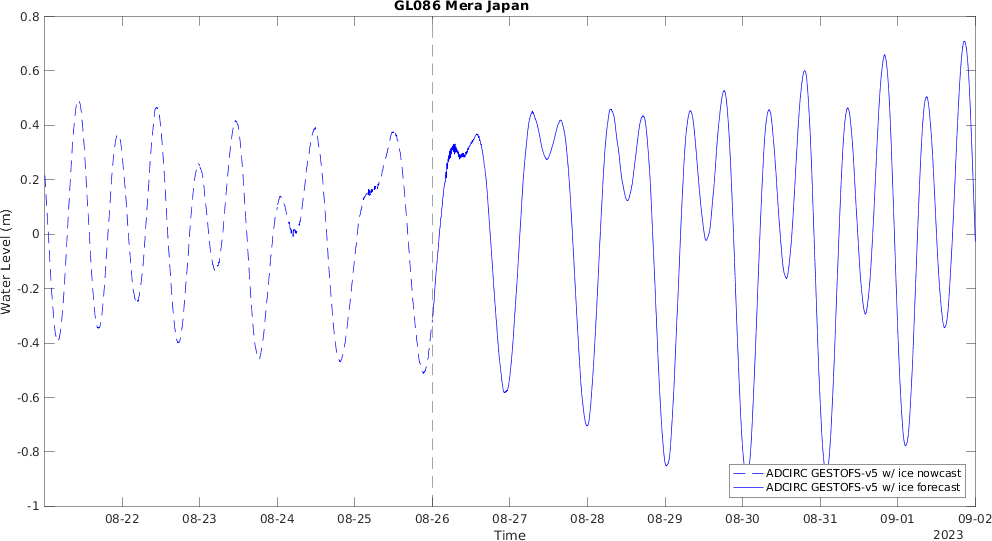 GL086 Mera Japan
0.8
0.6
0.4
0.2
0
-0.2
-0.4
-0.6
-0.8
-1
Water Level (m)
ADCIRC GESTOFS-v5 w/ ice nowcast
ADCIRC GESTOFS-v5 w/ ice forecast
08-22 08-23 08-24 08-25 08-26 08-27 08-28 08-29 08-30 08-31 09-01 09-02
Time
2023